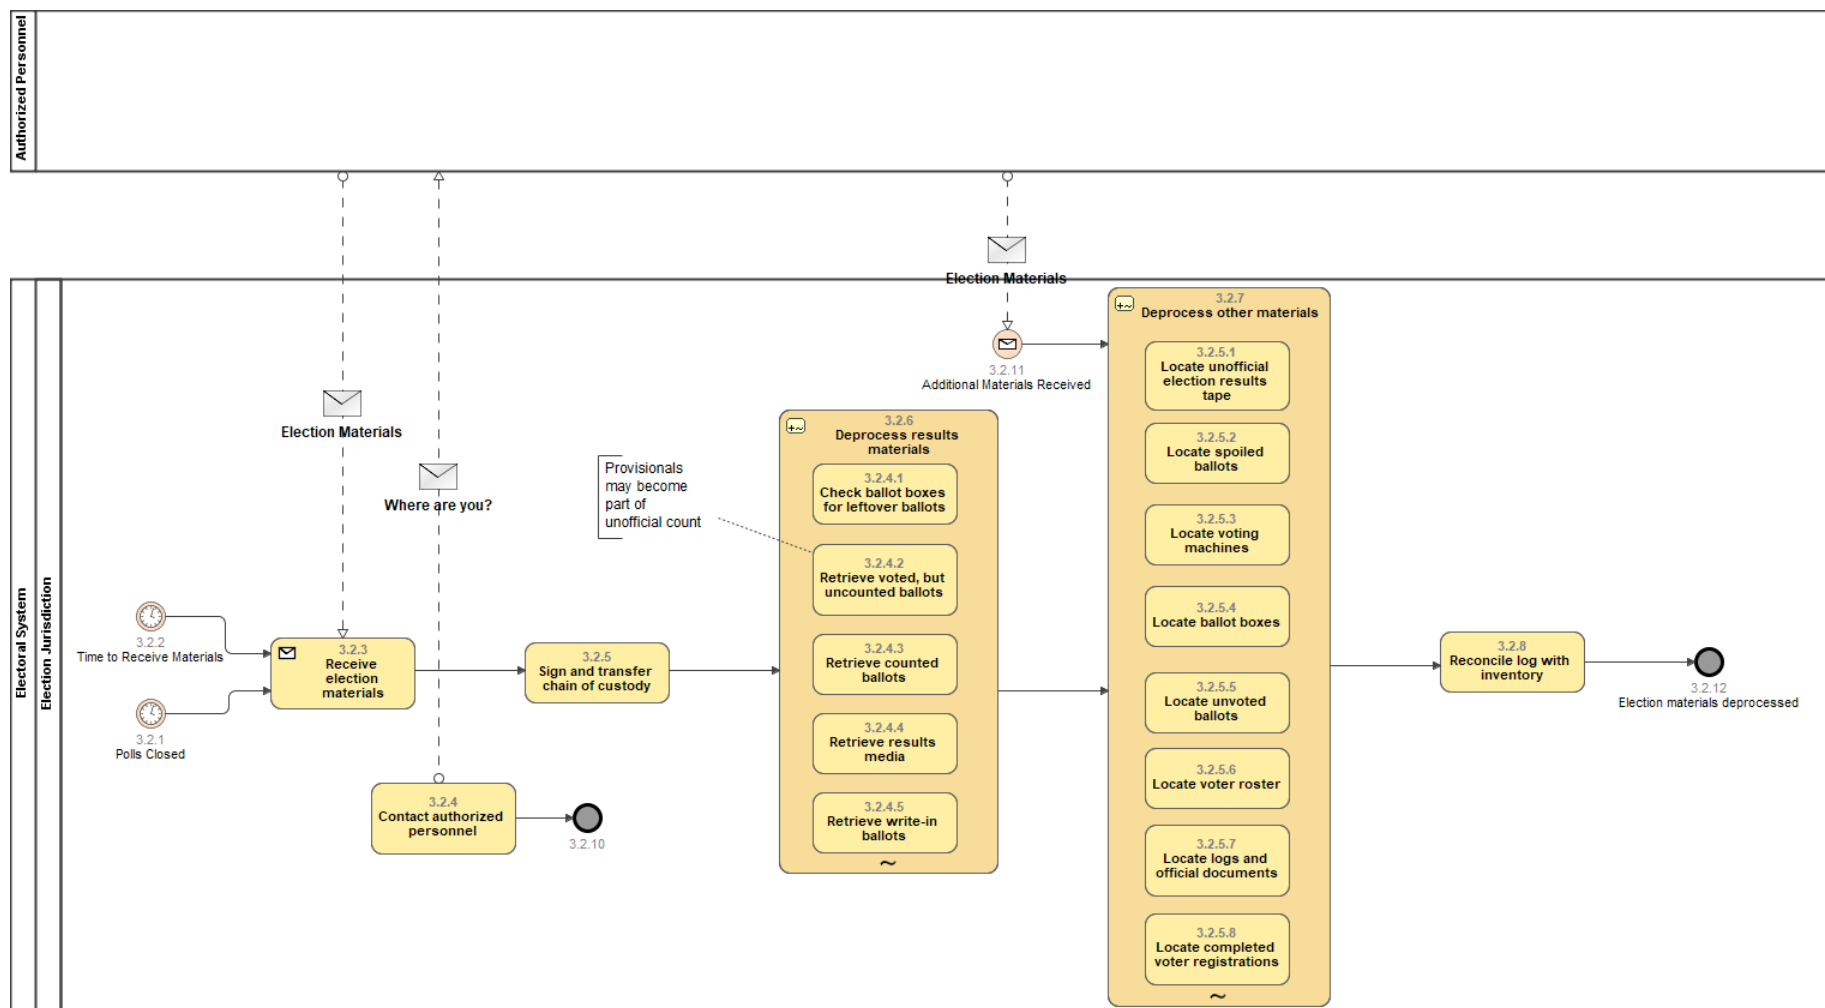 Authorized Personnel
Election Materials
Where are you?
Election Materials
Electoral System
Election Jurisdiction
3.2.2
Time to Receive Materials
3.2.1
Polls Closed
3.2.3
Receive
election
materials
3.2.4
Contact authorized
personnel
3.2.10
3.2.5
Sign and transfer
chain of custody
Provisionals
may become
part of
unofficial count
3.2.6
Deprocess results
materials
3.2.4.1
Check ballot boxes
for leftover ballots
3.2.4.2
Retrieve voted, but
uncounted ballots
3.2.4.3
Retrieve counted
ballots
3.2.4.4
Retrieve results
media
3.2.4.5
Retrieve write-in
ballots
~
3.2.11
Additional Materials Received
3.2.7
Deprocess other materials
3.2.5.1
Locate unofficial
election results
tape
3.2.5.2
Locate spoiled
ballots
3.2.5.3
Locate voting
machines
3.2.5.4
Locate ballot boxes
3.2.5.5
Locate unvoted
ballots
3.2.5.6
Locate voter roster
3.2.5.7
Locate logs and
official documents
3.2.5.8
Locate completed
voter registrations
~
3.2.8
Reconcile log with
inventory
3.2.12
Election materials deprocessed